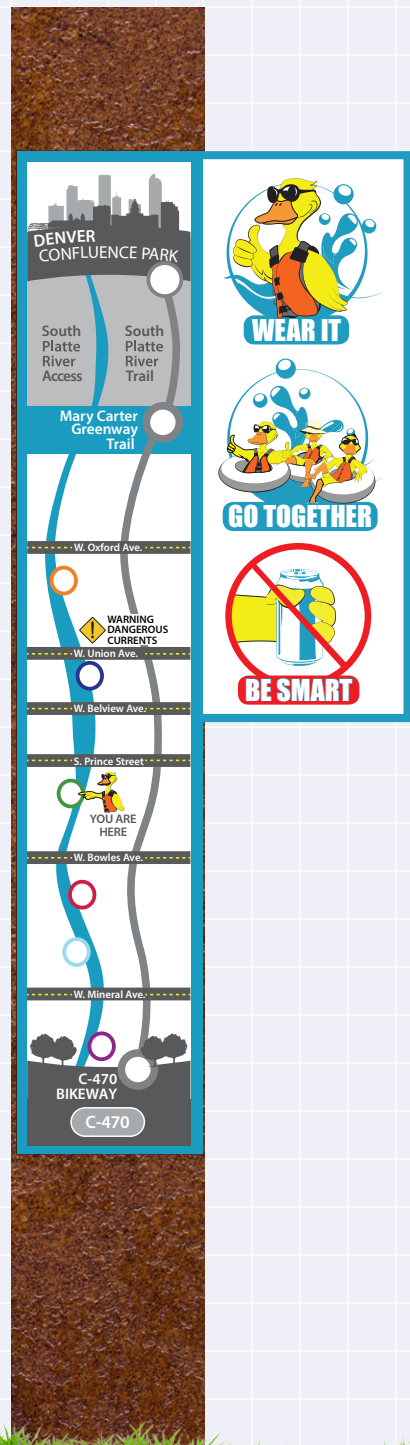 DENVER
CONFLUENCE PARK
South
Platte
River
Access
South
Platte
River
Trail
Mary Carter
Greenway
Trail
W. Oxford Ave.
WARNING
DANGEROUS
CURRENTS
W. Union Ave.
W. Belview Ave.
S. Prince Street
YOU ARE
HERE
W. Bowles Ave.
W. Mineral Ave.
C-470
BIKEWAY
C-470
WEAR IT
GO TOGETHER
BE SMART